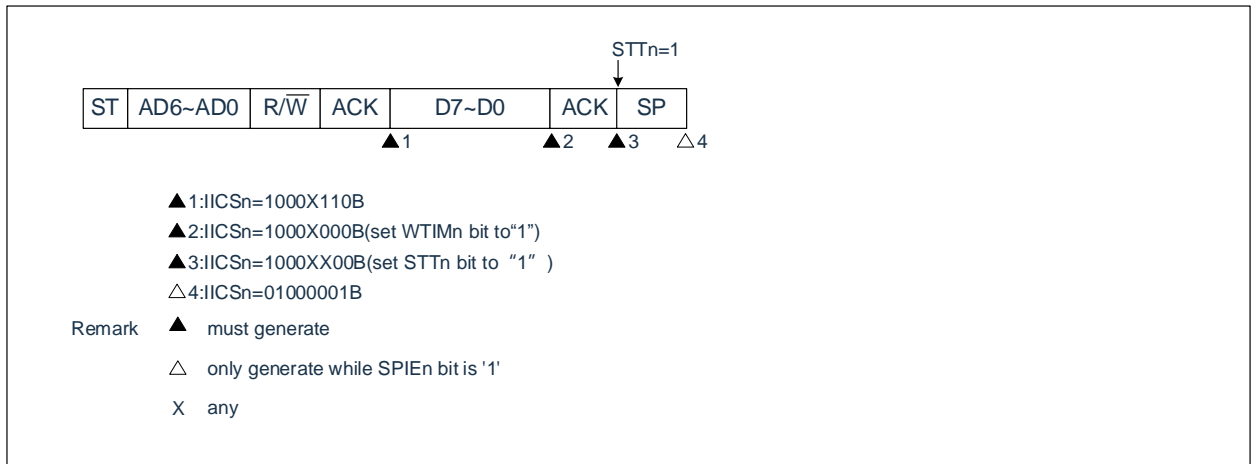 STTn=1
ST AD6~AD0 R/W̅ ACK D7~D0 ACK SP
▲1 ▲2 ▲3 △4
▲1:IICSn=1000X110B
▲2:IICSn=1000X000B(set WTIMn bit to“1”)
▲3:IICSn=1000XX00B(set STTn bit to “1” )
△4:IICSn=01000001B
Remark ▲ must generate
△ only generate while SPIEn bit is '1'
X any